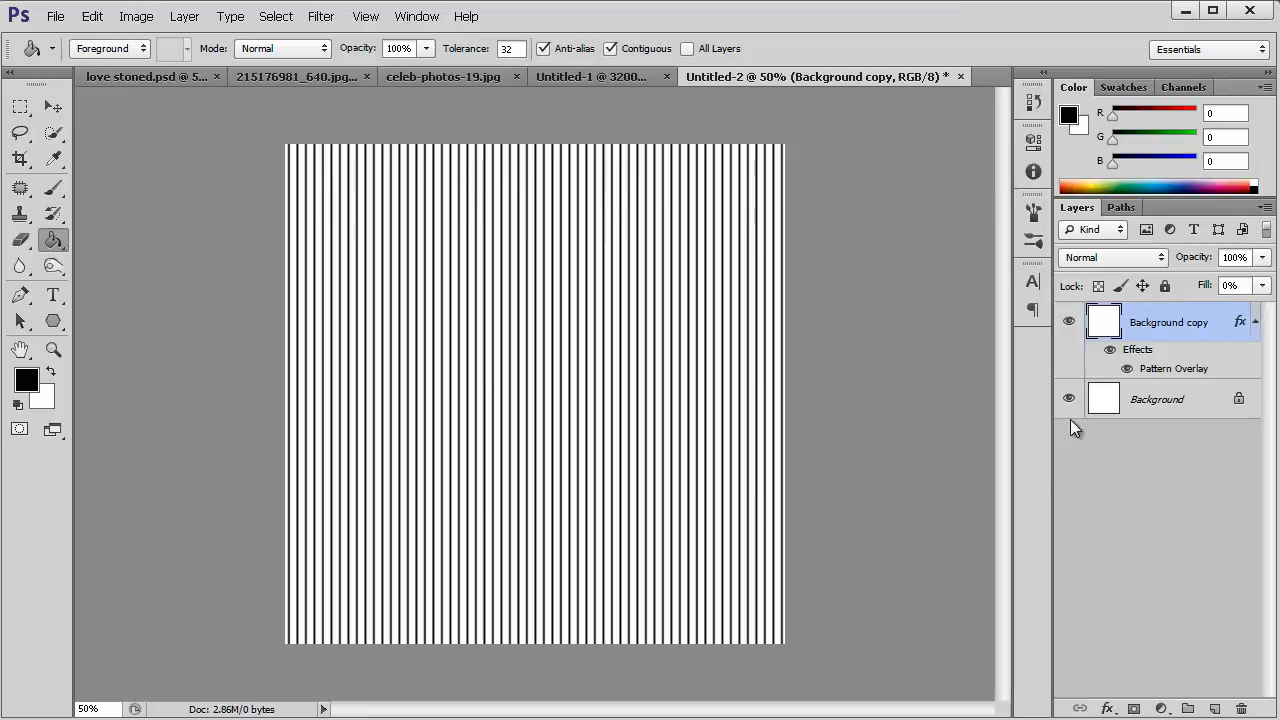 Ps File Edit Image Layer Type Select Filter View Window Help
Foreground Mode: Normal Opacity: 100% Tolerance: 32 Anti-alias Contiguous All Layers Essentials
love stoned.psd @ 5... × 215176981_640.jpg... × celeb-photos-19.jpg × Untitled-1 @ 3200... × Untitled-2 @ 50% (Background copy, RGB/8) * ×
Color Swatches Channels
R 0
G 0
B 0
Layers Paths
Kind T
Normal Opacity: 100%
Lock: Fill: 0%
Background copy fx
Effects
Pattern Overlay
Background
A
T
50% Doc: 2.86M/0 bytes
fx.